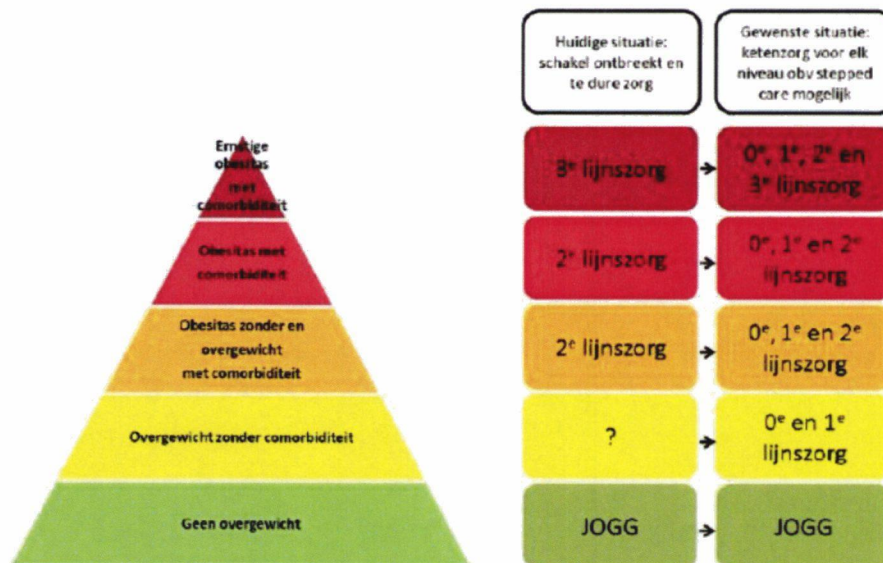 Huidige situatie:
schakel ontbreekt en
te dure zorg
Gewenste situatie:
ketenzorg voor elk
niveau obv stepped
care mogelijk
Ernstige
obesitas
met
comorbiditeit
3e lijnszorg
0e, 1e, 2e en
3e lijnszorg
Obesitas met
comorbiditeit
2e lijnszorg
0e, 1e en 2e
lijnszorg
Obesitas zonder en
overgewicht
met comorbiditeit
2e lijnszorg
0e, 1e en 2e
lijnszorg
Overgewicht zonder comorbiditeit
?
0e en 1e
lijnszorg
Geen overgewicht
JOGG
JOGG